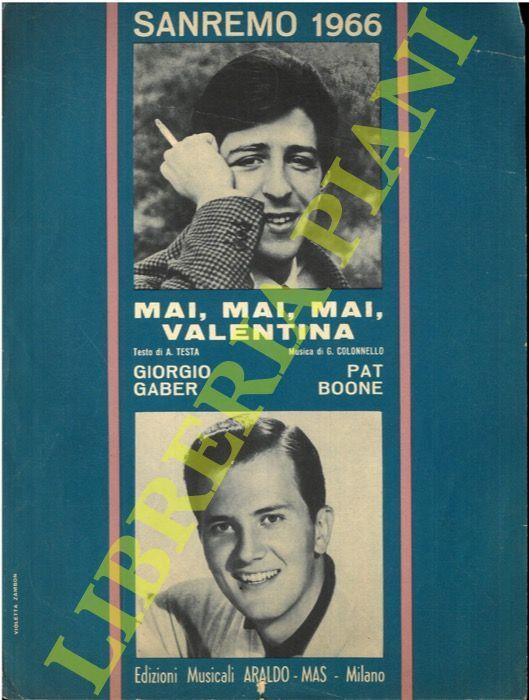 SANREMO 1966
MAI, MAI, MAI,
VALENTINA
Testo di A. TESTA Musica di G. COLONNELLO
GIORGIO GABER
PAT BOONE
Edizioni Musicali ARALDO - MAS - Milano
VIOLETTA ZAMBON
LIBRERIA PIANI